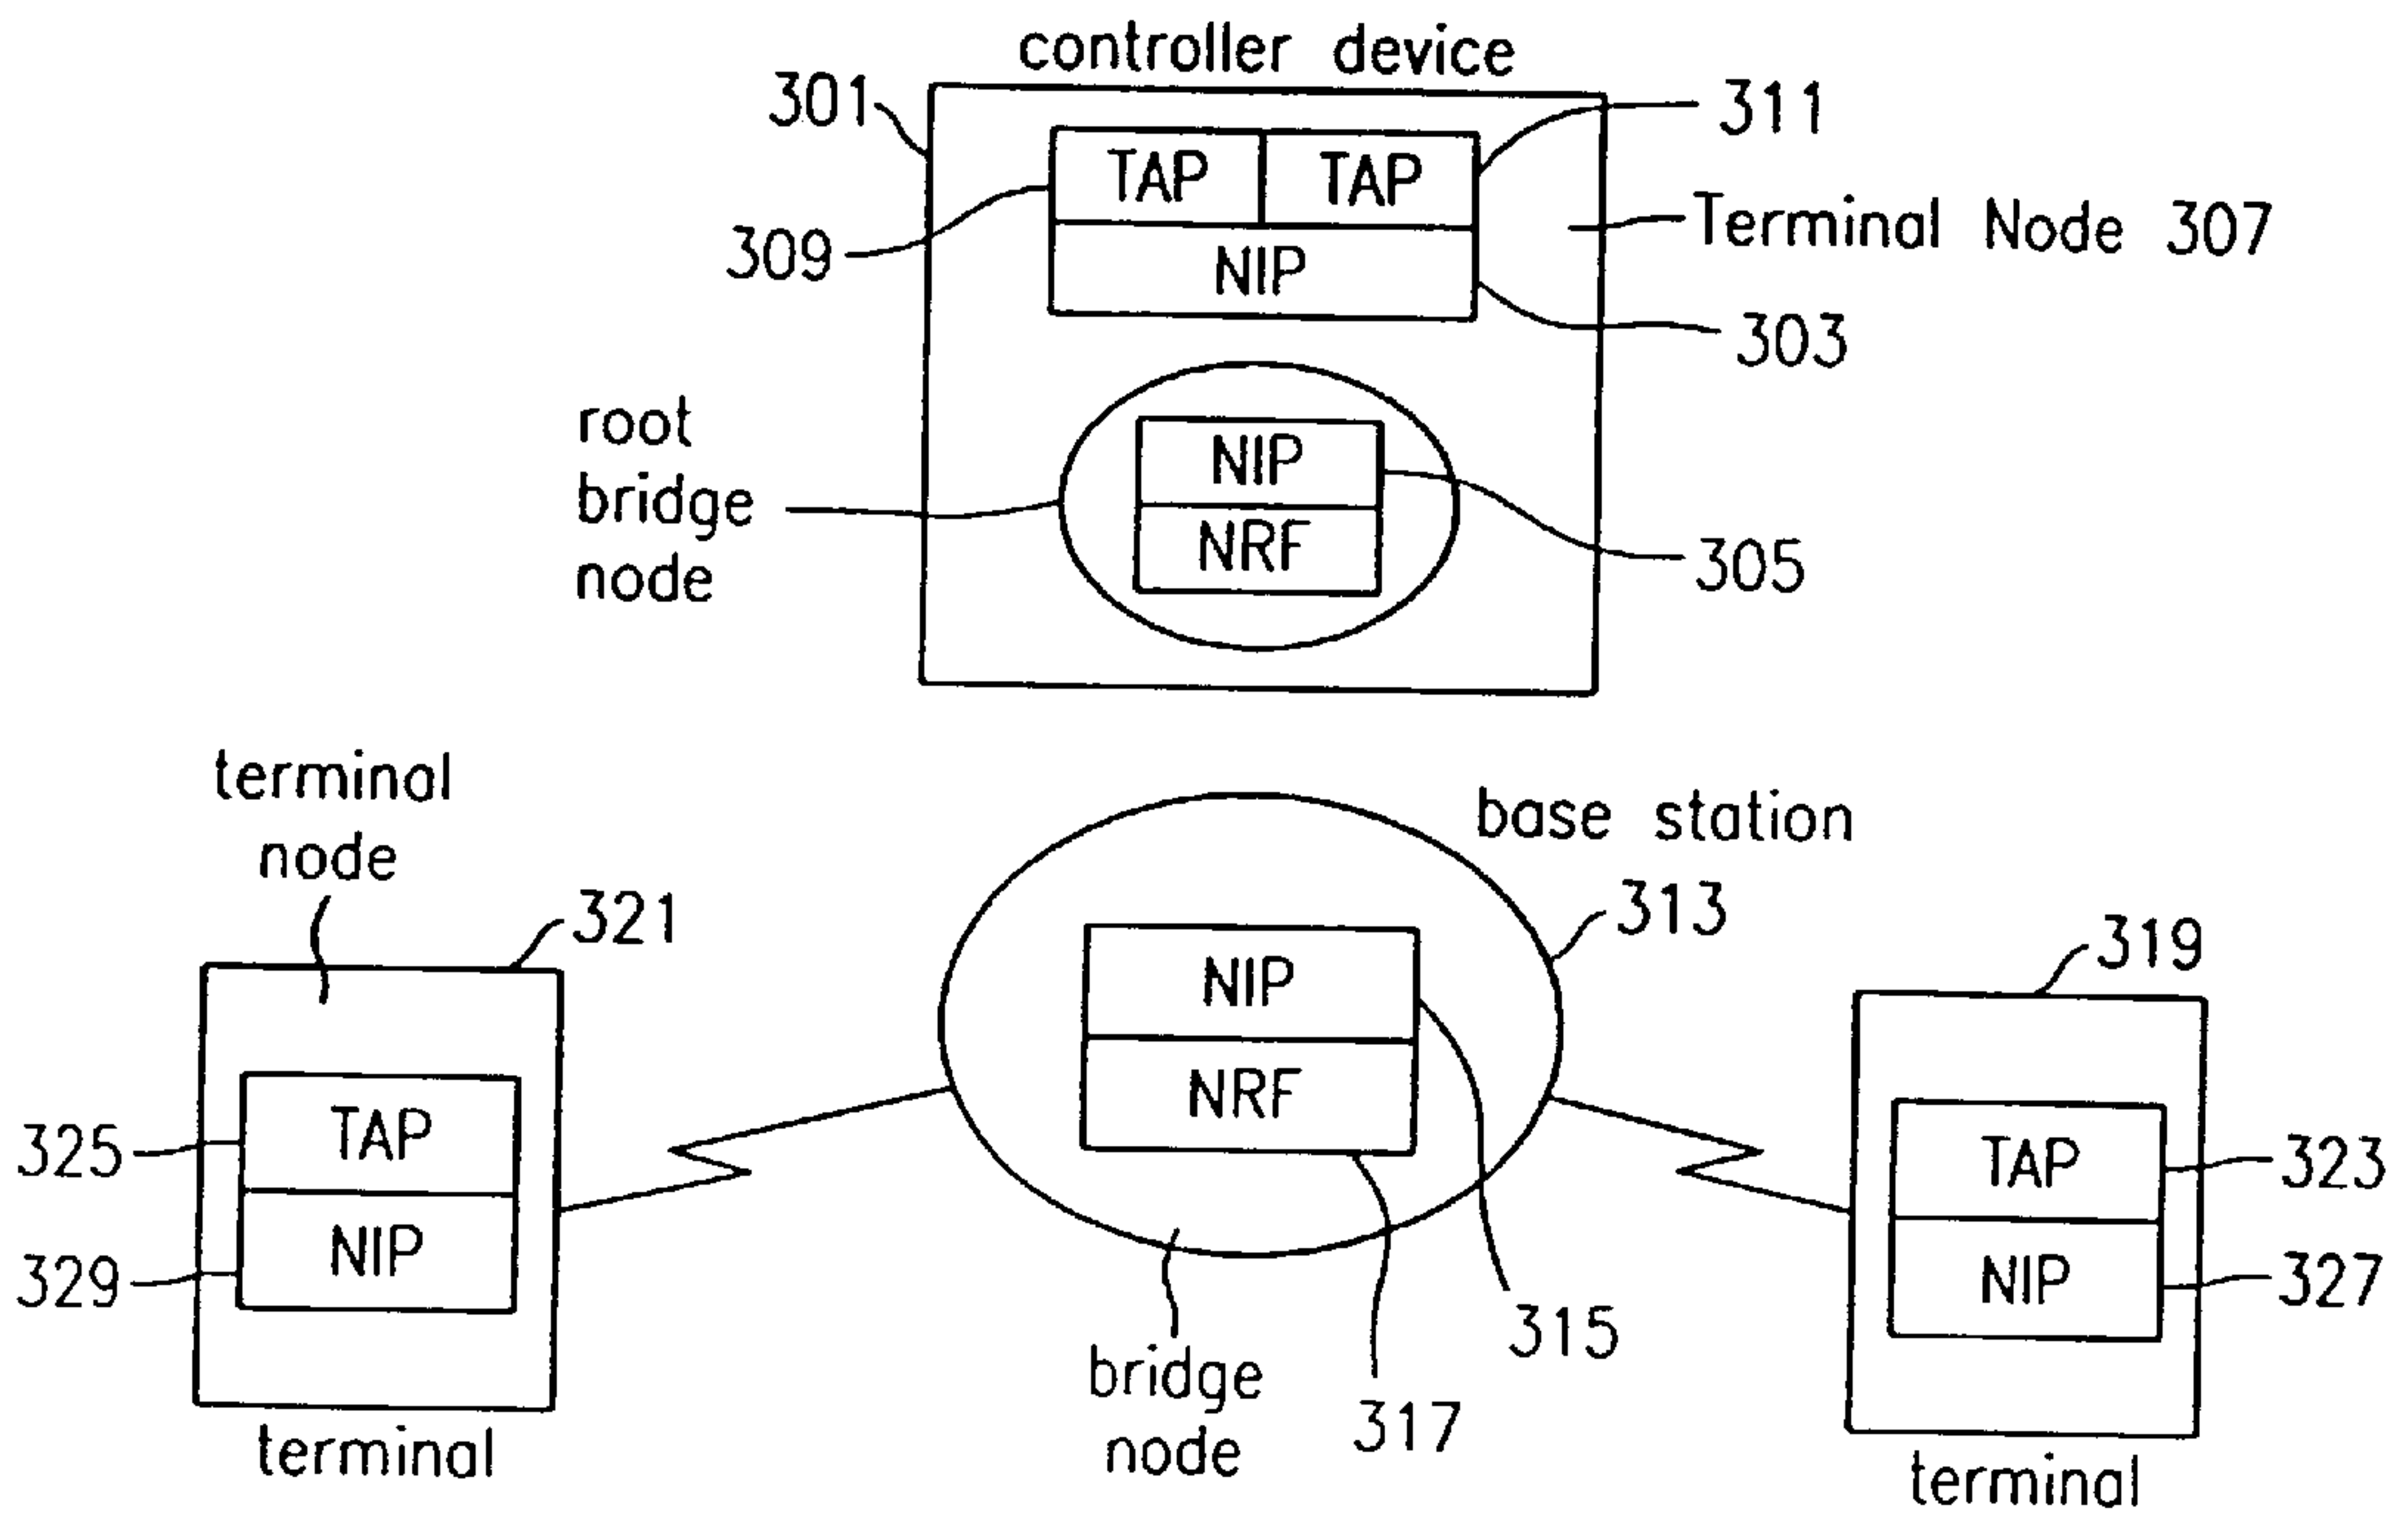 controller device
301
311
TAP
TAP
309
Terminal Node 307
NIP
303
root
bridge
node
NIP
NRF
305
terminal
node
base station
321
313
319
NIP
NRF
TAP
325
NIP
329
TAP
323
NIP
327
315
bridge
node
317
terminal
terminal